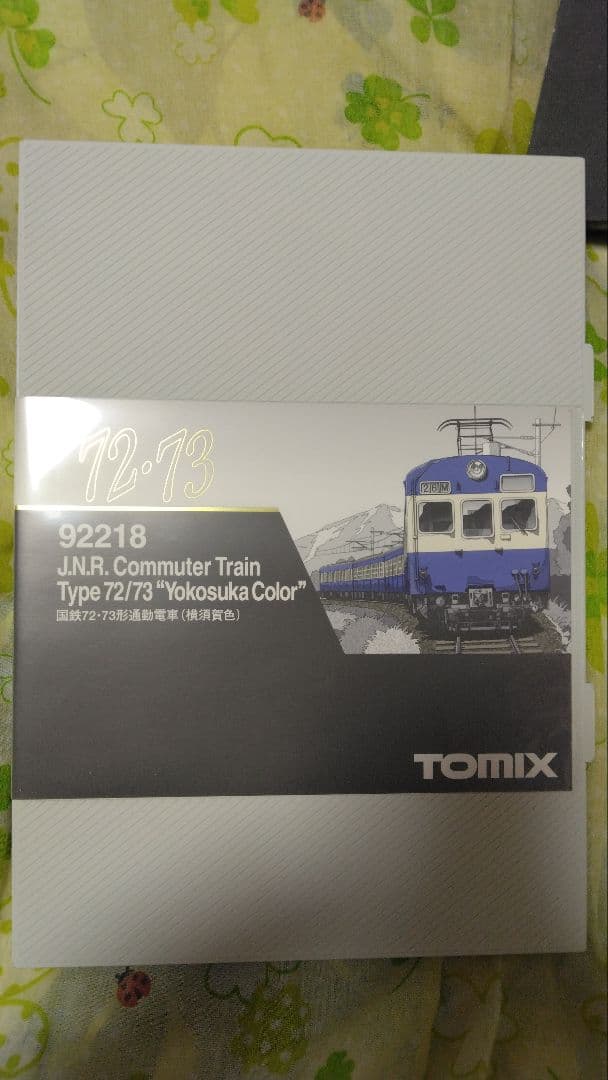 72・73
92218
J.N.R. Commuter Train
Type 72/73 "Yokosuka Color"
国鉄72・73形通勤電車(横須賀色)
216M
TOMIX